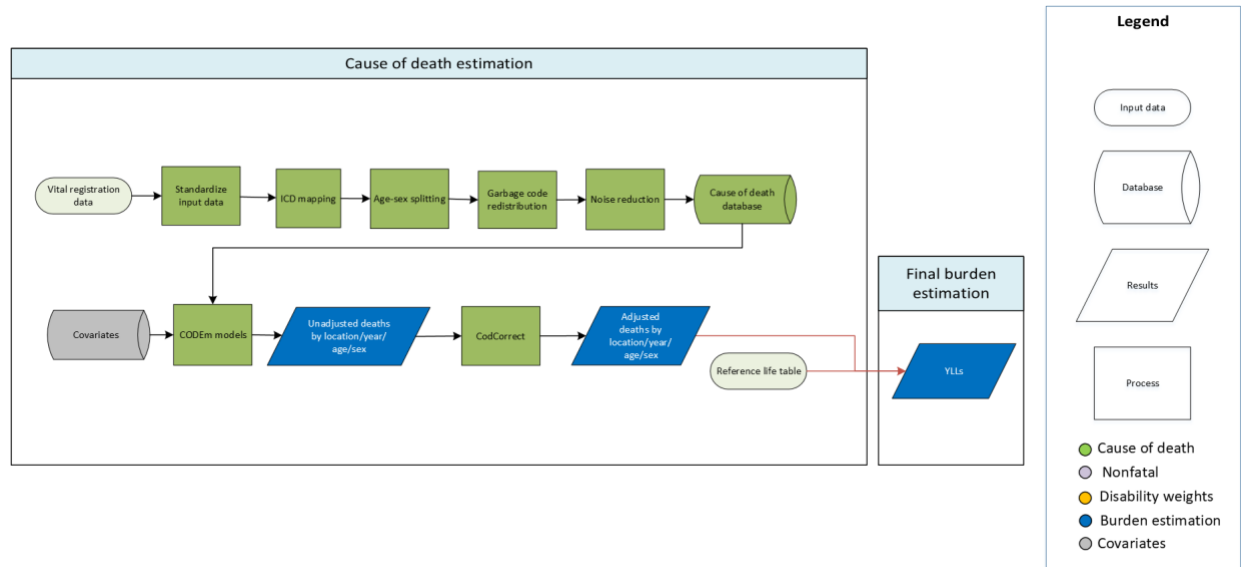 Legend
Cause of death estimation
Input data
Database
Vital registration
data
Standardize
input data
ICD mapping
Age-sex splitting
Garbage code
redistribution
Noise reduction
Cause of death
database
Final burden
estimation
Results
Covariates
CODEm models
Unadjusted deaths
by location/year/
age/sex
CodCorrect
Adjusted
deaths by
location/year/
age/sex
Reference life table
YLLs
Process
Cause of death
Nonfatal
Disability weights
Burden estimation
Covariates